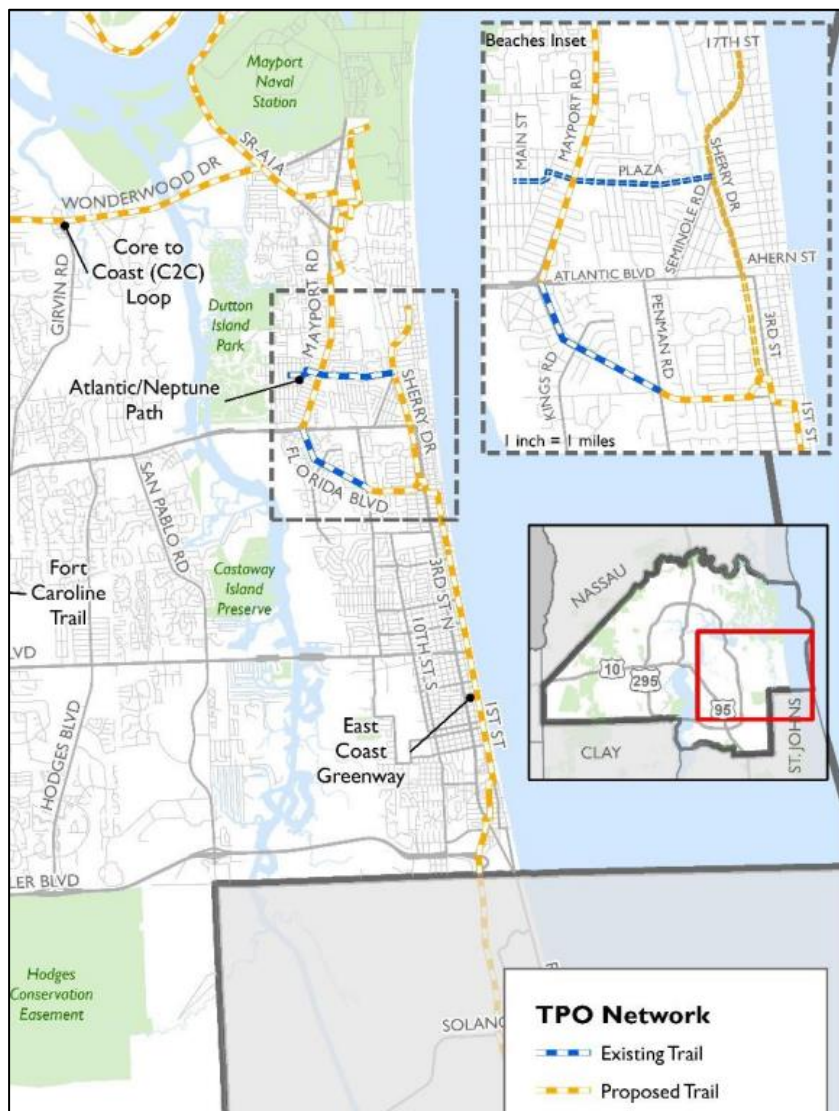 Mayport
Naval
Station
SR-A1A
WONDERWOOD DR
Core to
Coast (C2C)
Loop
GIRVIN RD
MAYPORT RD
Dutton
Island
Park
Atlantic/Neptune
Path
SHERRY DR
FLORIDA BLVD
SAN PABLO RD
Fort
Caroline
Trail
Castaway
Island
Preserve
3RD ST N
10TH ST S
LVD
1ST ST
East
Coast
Greenway
HODGES BLVD
LER BLVD
Hodges
Conservation
Easement
SOLANO
Beaches Inset
17TH ST
MAYPORT RD
MAIN ST
PLAZA
SHERRY DR
SEMINOLE RD
AHERN ST
ATLANTIC BLVD
PENMAN RD
3RD ST
KINGS RD
1ST ST
1 inch = 1 miles
NASSAU
10
295
95
CLAY
ST. JOHNS
TPO Network
Existing Trail
Proposed Trail